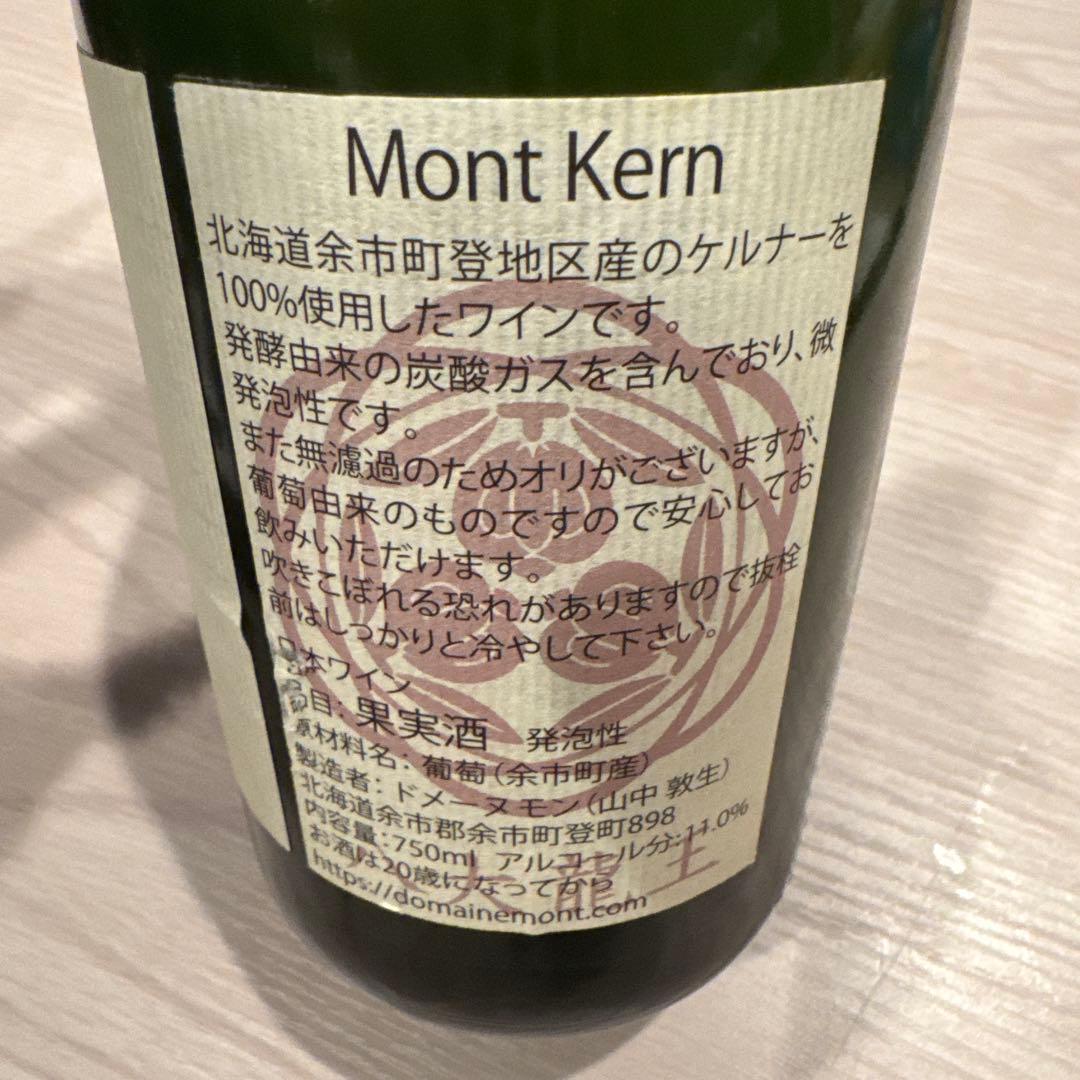 Mont Kern
北海道余市町登地区産のケルナーを
100%使用したワインです。
発酵由来の炭酸ガスを含んでおり、微
発泡性です。
また無濾過のためオリがございますが、
葡萄由来のものですので安心してお
飲みいただけます。
吹きこぼれる恐れがありますので抜栓
前はしっかりと冷やして下さい。
日本ワイン
品目: 果実酒 発泡性
原材料名: 葡萄(余市町産)
製造者: ドメーヌ モン(山中 敦生)
北海道余市郡余市町登町898
内容量:750ml アルコール分:11.0%
お酒は20歳になってから
https://domainemont.com
大龍王